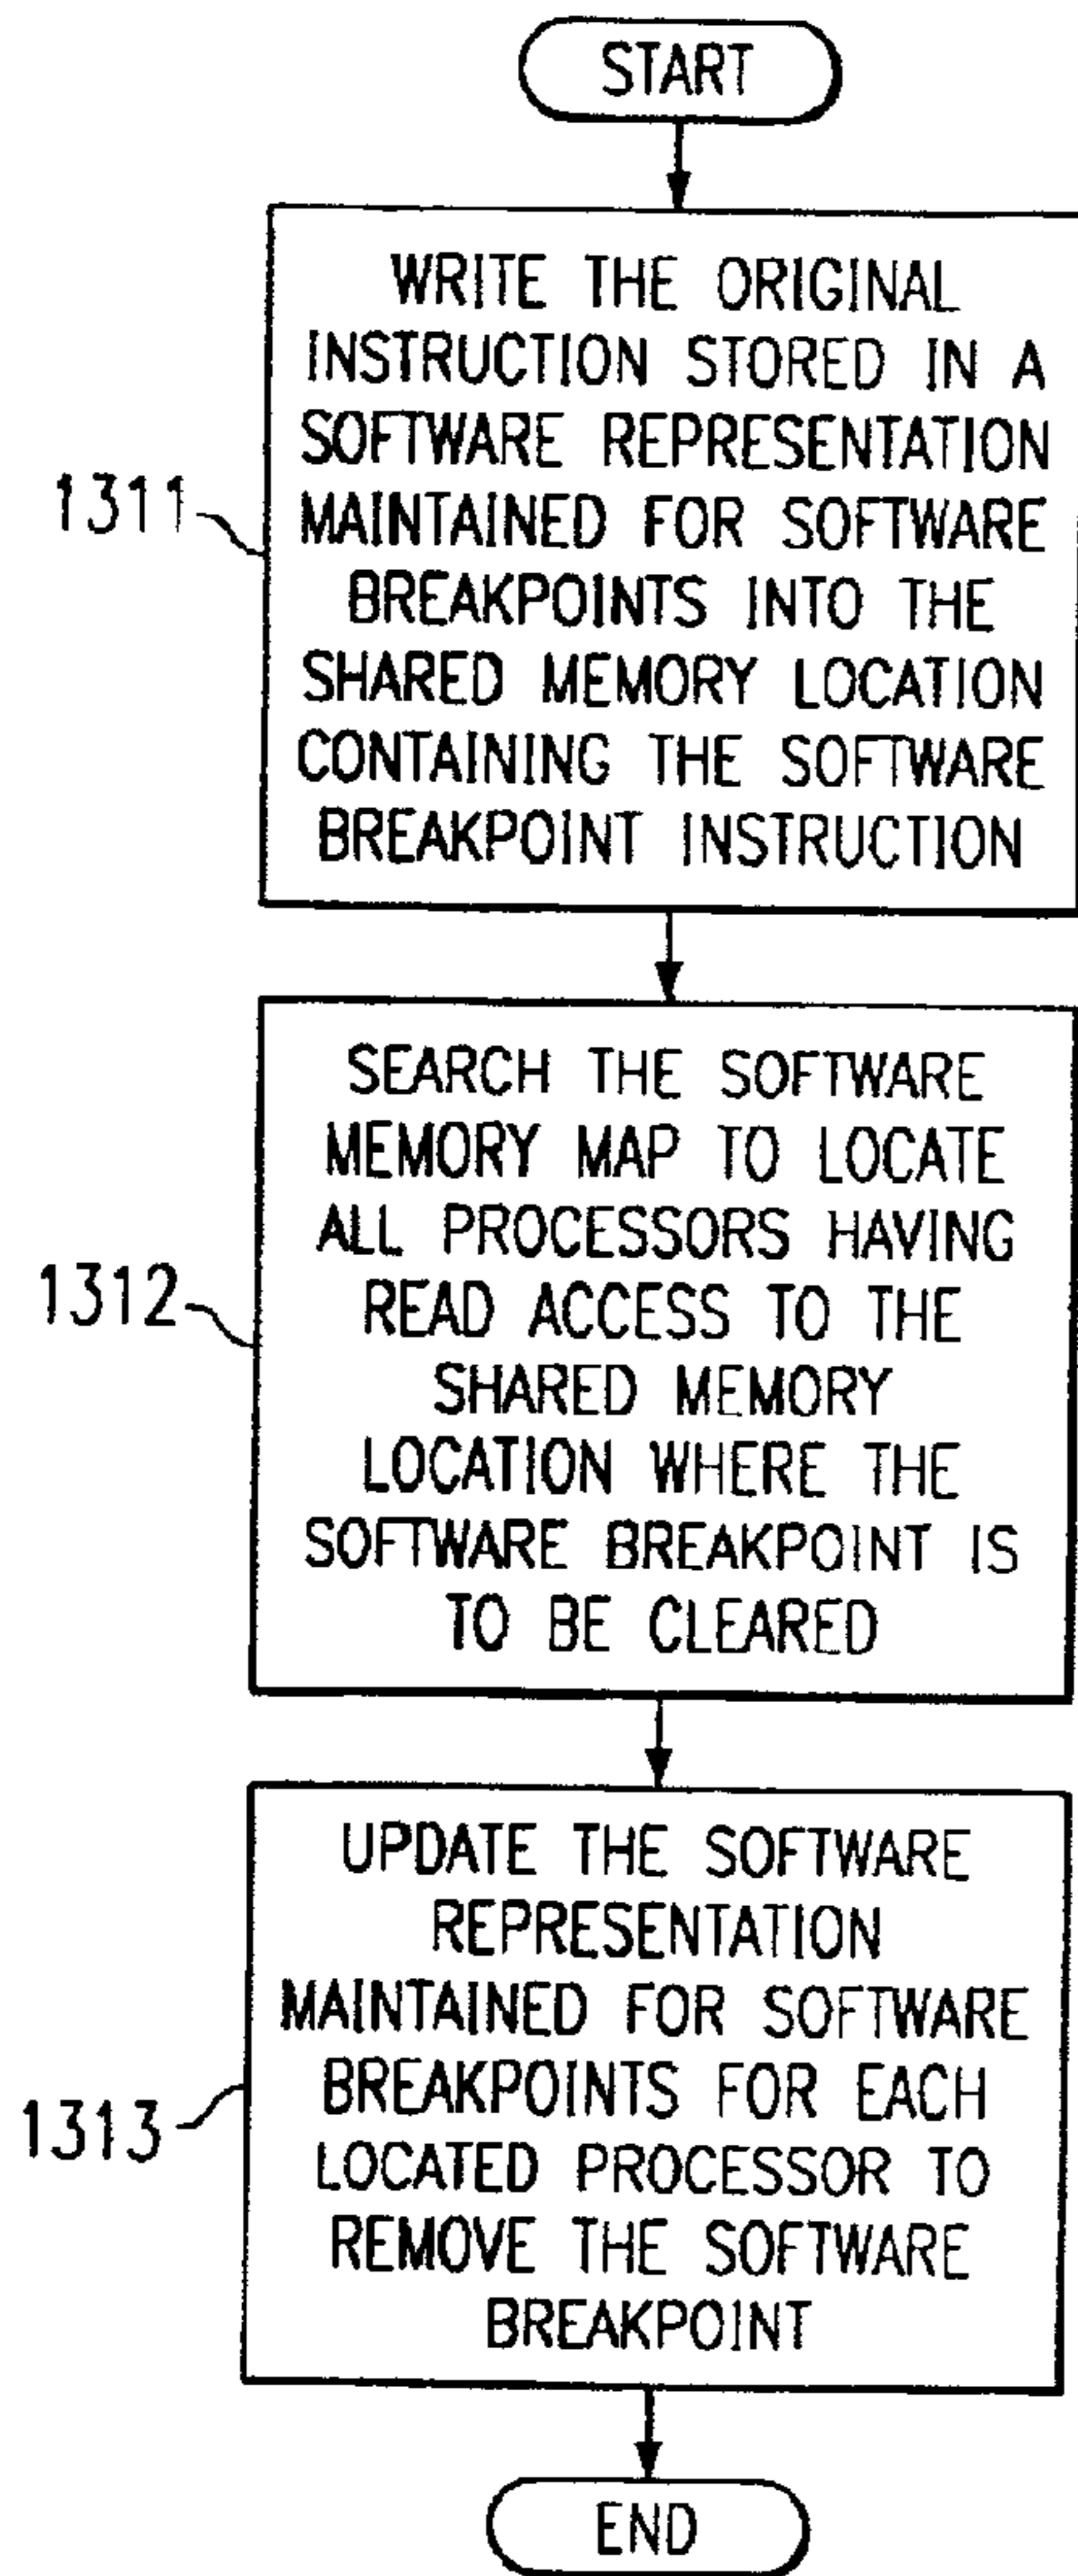 START
WRITE THE ORIGINAL
INSTRUCTION STORED IN A
SOFTWARE REPRESENTATION
MAINTAINED FOR SOFTWARE
BREAKPOINTS INTO THE
SHARED MEMORY LOCATION
CONTAINING THE SOFTWARE
BREAKPOINT INSTRUCTION
1311
SEARCH THE SOFTWARE
MEMORY MAP TO LOCATE
ALL PROCESSORS HAVING
READ ACCESS TO THE
SHARED MEMORY
LOCATION WHERE THE
SOFTWARE BREAKPOINT IS
TO BE CLEARED
1312
UPDATE THE SOFTWARE
REPRESENTATION
MAINTAINED FOR SOFTWARE
BREAKPOINTS FOR EACH
LOCATED PROCESSOR TO
REMOVE THE SOFTWARE
BREAKPOINT
1313
END